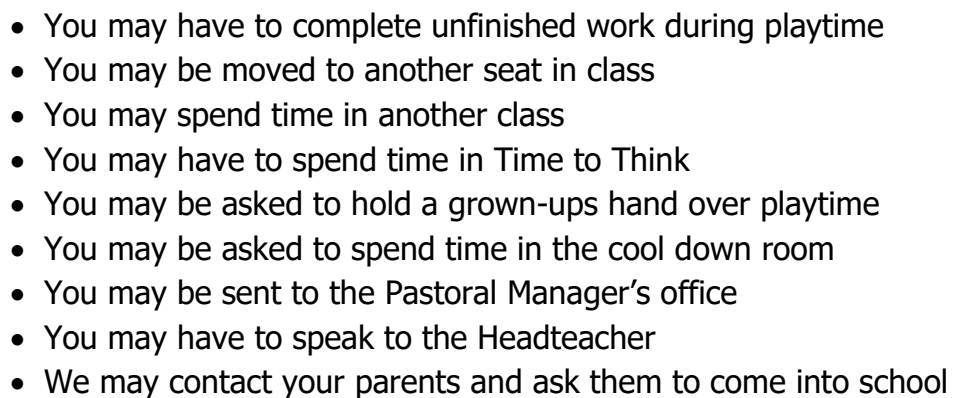 • You may have to complete unfinished work during playtime
• You may be moved to another seat in class
• You may spend time in another class
• You may have to spend time in Time to Think
• You may be asked to hold a grown-ups hand over playtime
• You may be asked to spend time in the cool down room
• You may be sent to the Pastoral Manager’s office
• You may have to speak to the Headteacher
• We may contact your parents and ask them to come into school